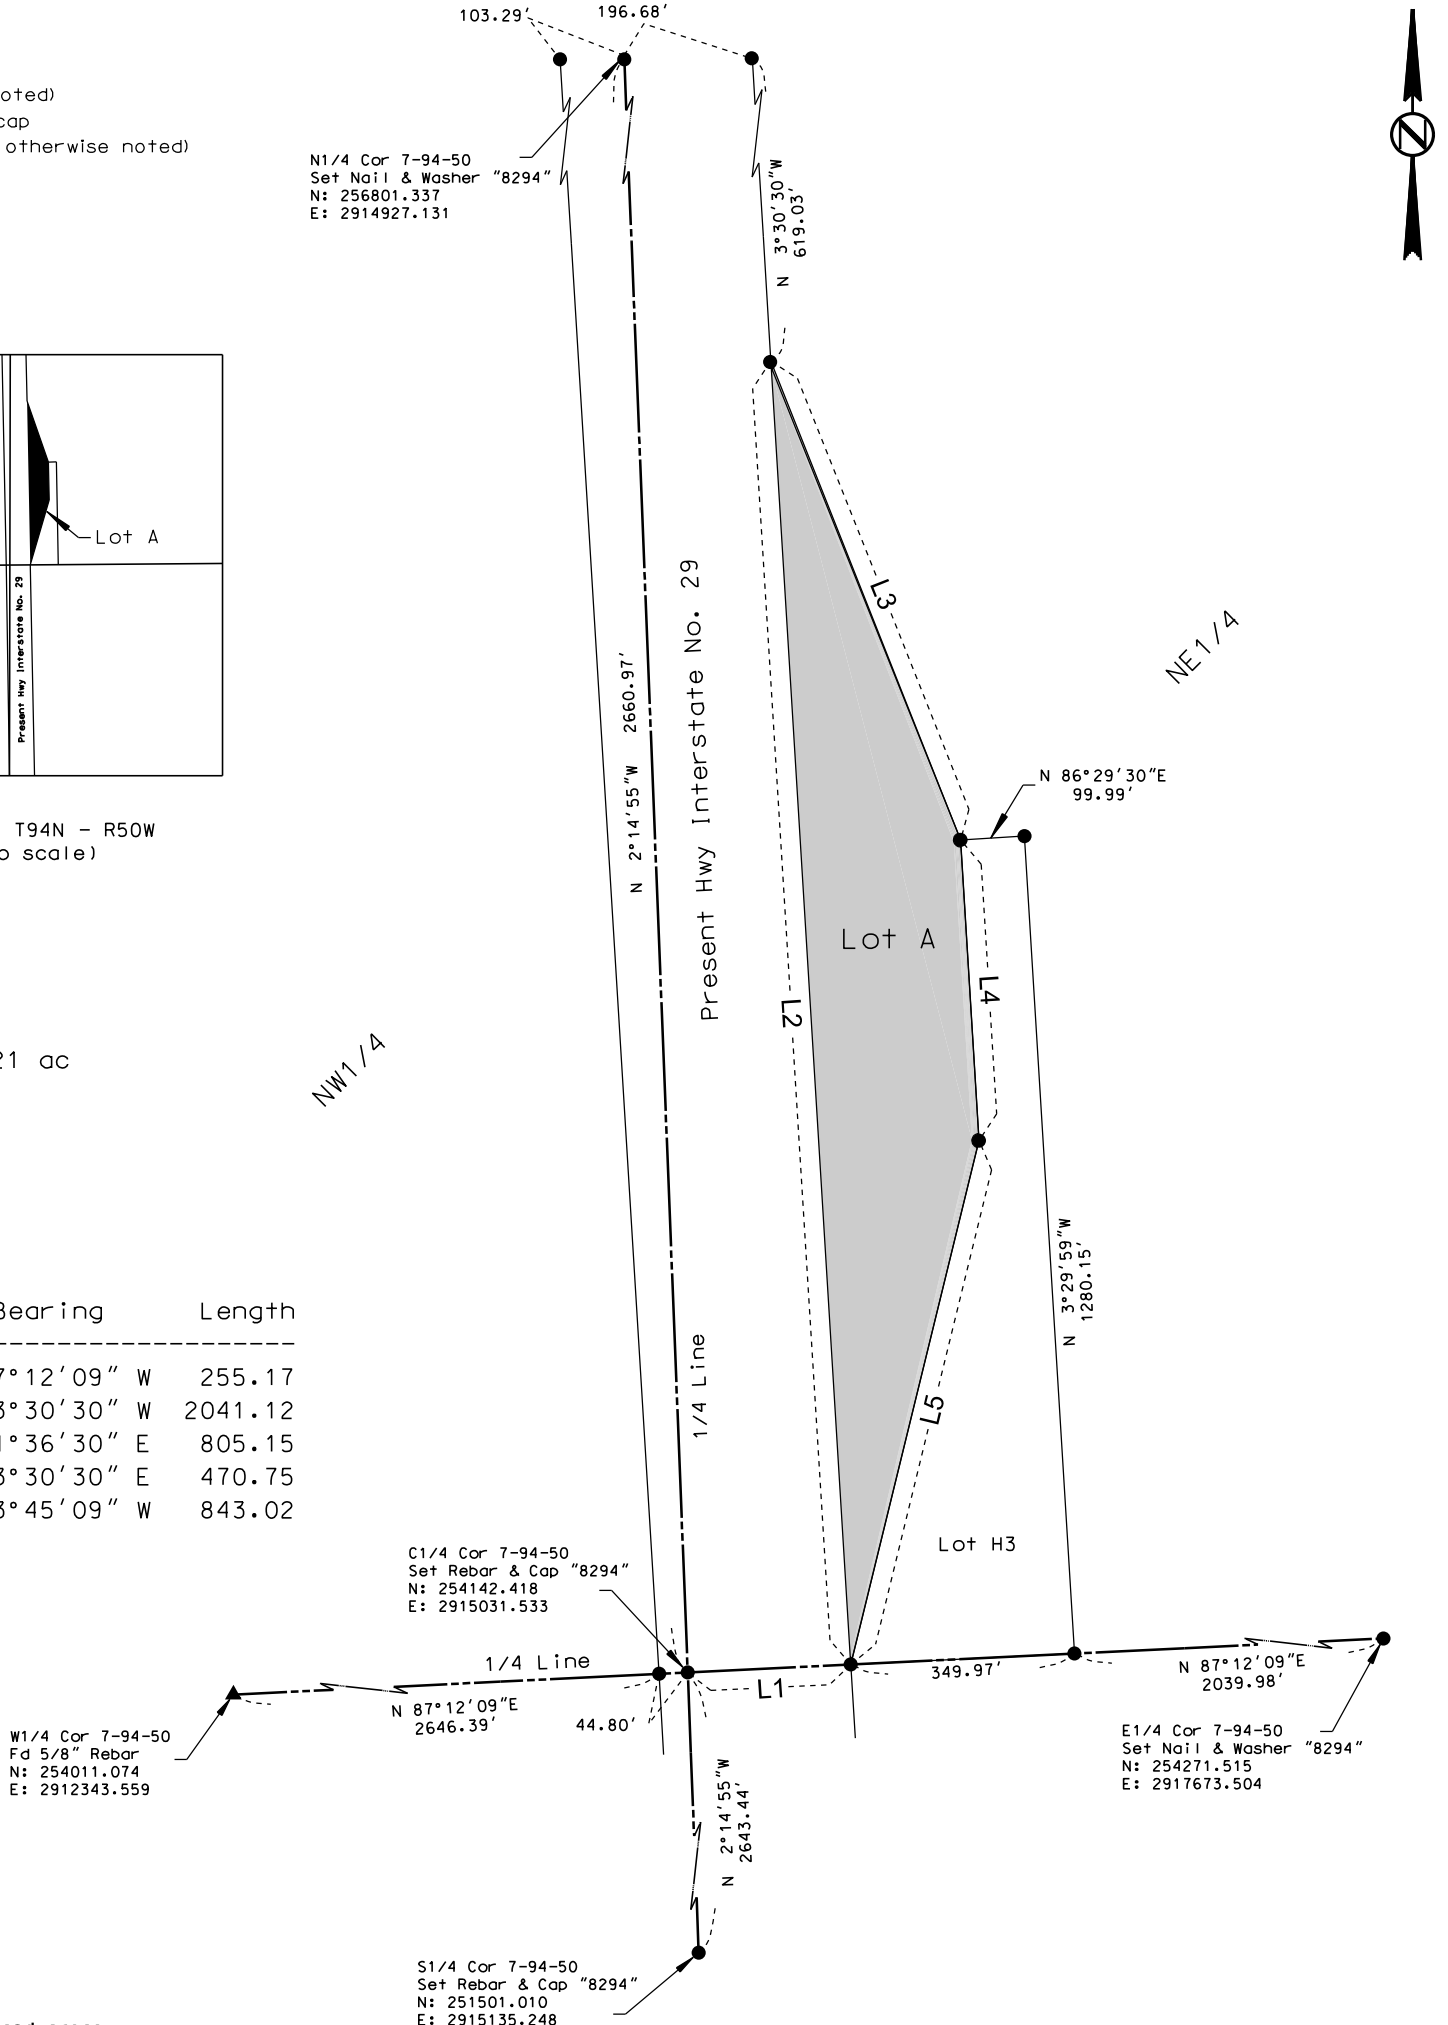 103.29'
196.68'
oted)
cap
otherwise noted)
N1/4 Cor 7-94-50
Set Nail & Washer "8294"
N: 256801.337
E: 2914927.131
N 3°30'30"W
619.03'
N
Lot A
Present Hwy Interstate No. 29
T94N - R50W
o scale)
N 2°14'55"W 2660.97'
Present Hwy Interstate No. 29
L3
NE1/4
N 86°29'30"E
99.99'
Lot A
L4
L2
NW1/4
21 ac
Bearing Length
7°12'09" W 255.17
3°30'30" W 2041.12
1°36'30" E 805.15
3°30'30" E 470.75
3°45'09" W 843.02
N 3°29'59"W
1280.15'
1/4 Line
L5
Lot H3
C1/4 Cor 7-94-50
Set Rebar & Cap "8294"
N: 254142.418
E: 2915031.533
1/4 Line
N 87°12'09"E
2646.39'
44.80'
L1
349.97'
N 87°12'09"E
2039.98'
W1/4 Cor 7-94-50
Fd 5/8" Rebar
N: 254011.074
E: 2912343.559
E1/4 Cor 7-94-50
Set Nail & Washer "8294"
N: 254271.515
E: 2917673.504
N 2°14'55"W
2643.44'
S1/4 Cor 7-94-50
Set Rebar & Cap "8294"
N: 251501.010
E: 2915135.248